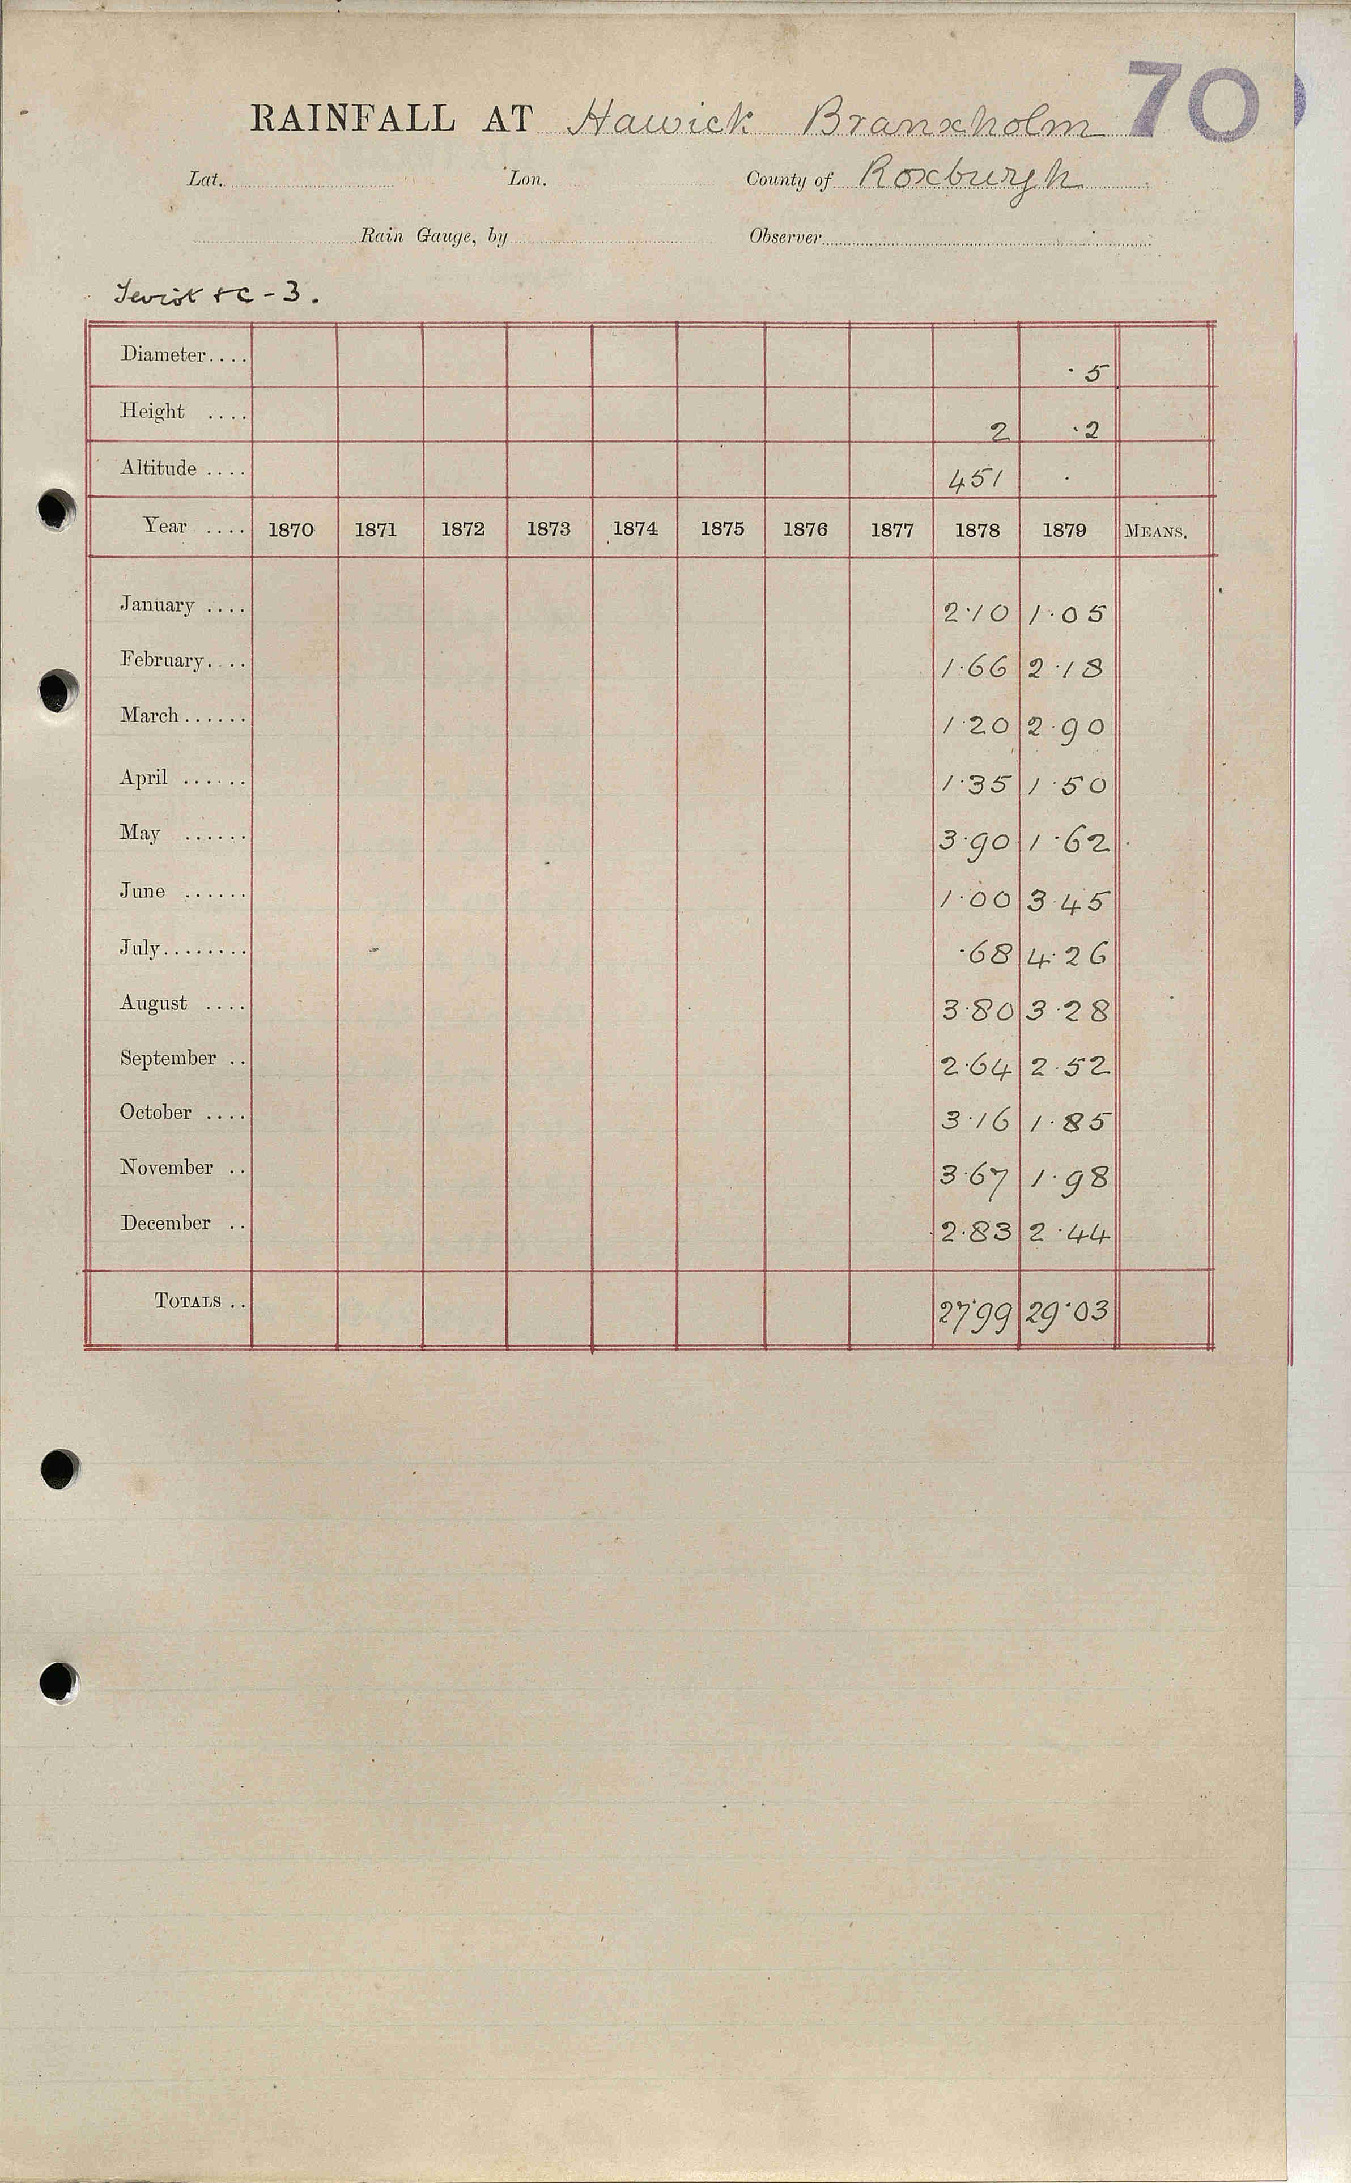 70
RAINFALL AT Hawick Branxholm
Lat. Lon. County of Roxburgh
Rain Gauge, by Observer
Teviot &c - 3.
Diameter.... · 5
Height .... 2 ·2
Altitude .... 451 ·
Year .... 1870 1871 1872 1873 1874 1875 1876 1877 1878 1879 MEANS.
January .... 2·10 1·05
February.... 1·66 2·18
March...... 1·20 2·90
April ...... 1·35 1·50
May ...... 3·90 1·62
June ...... 1·00 3·45
July........ ·68 4·26
August .... 3·80 3·28
September .. 2·64 2·52
October .... 3·16 1·85
November .. 3·67 1·98
December .. 2·83 2·44
TOTALS .. 27·99 29·03